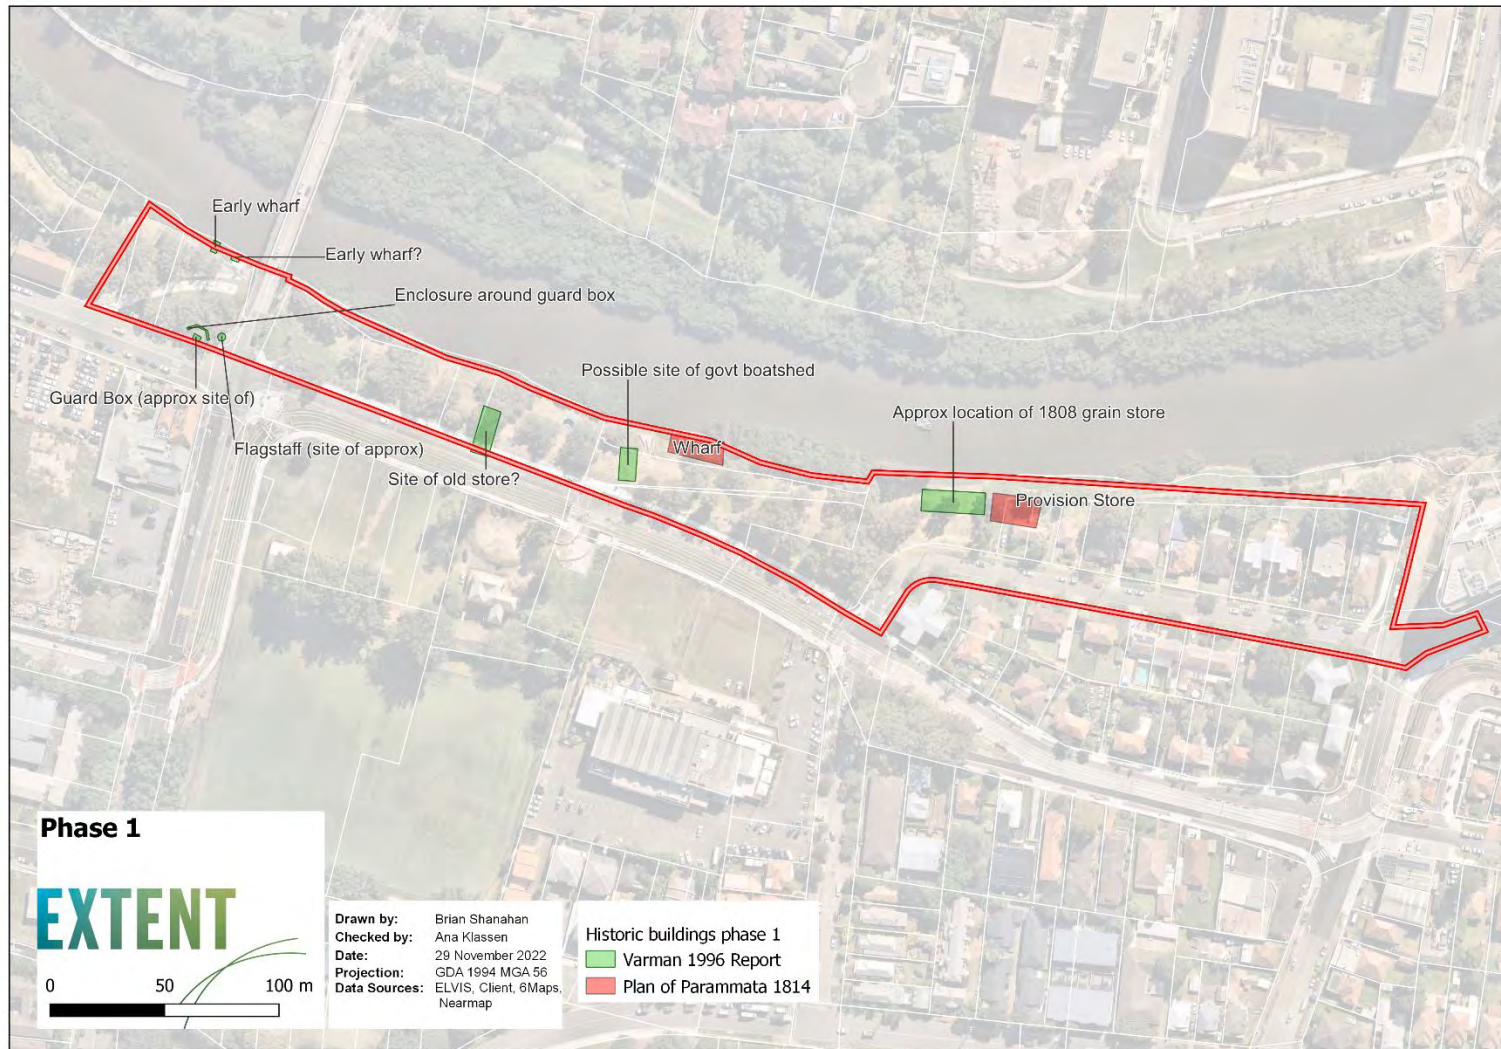 Early wharf
Early wharf?
Enclosure around guard box
Guard Box (approx site of)
Flagstaff (site of approx)
Site of old store?
Possible site of govt boatshed
Wharf
Approx location of 1808 grain store
Provision Store
Phase 1
EXTENT
0 50 100 m
Drawn by: Brian Shanahan
Checked by: Ana Klassen
Date: 29 November 2022
Projection: GDA 1994 MGA 56
Data Sources: ELVIS, Client, 6Maps,
Nearmap
Historic buildings phase 1
Varman 1996 Report
Plan of Parammata 1814